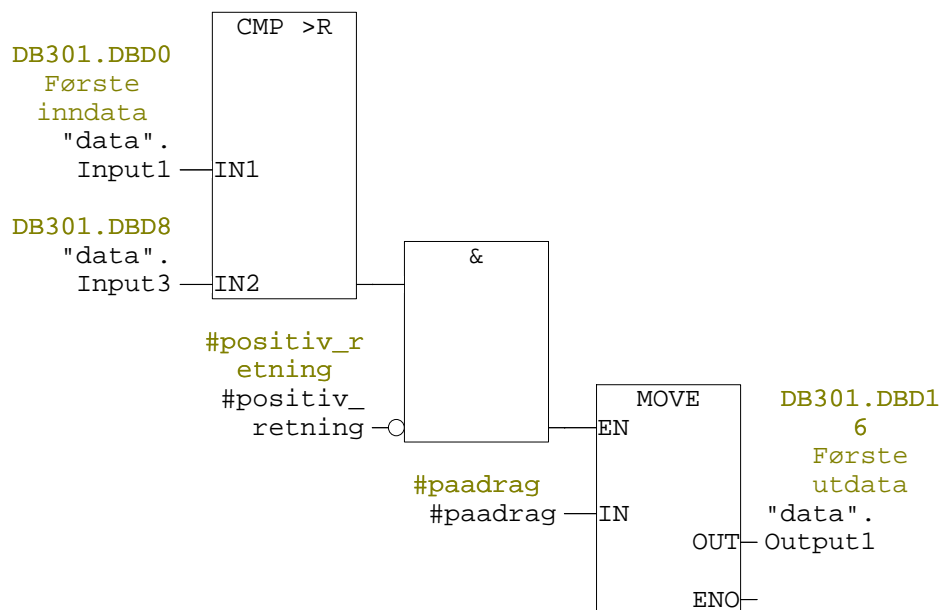 CMP >R
DB301.DBD0
Første
inndata
"data".
Input1
IN1
DB301.DBD8
"data".
Input3
IN2
&
#positiv_r
etning
#positiv_
retning
MOVE
EN
#paadrag
#paadrag
IN
DB301.DBD1
6
Første
utdata
"data".
OUT
Output1
ENO